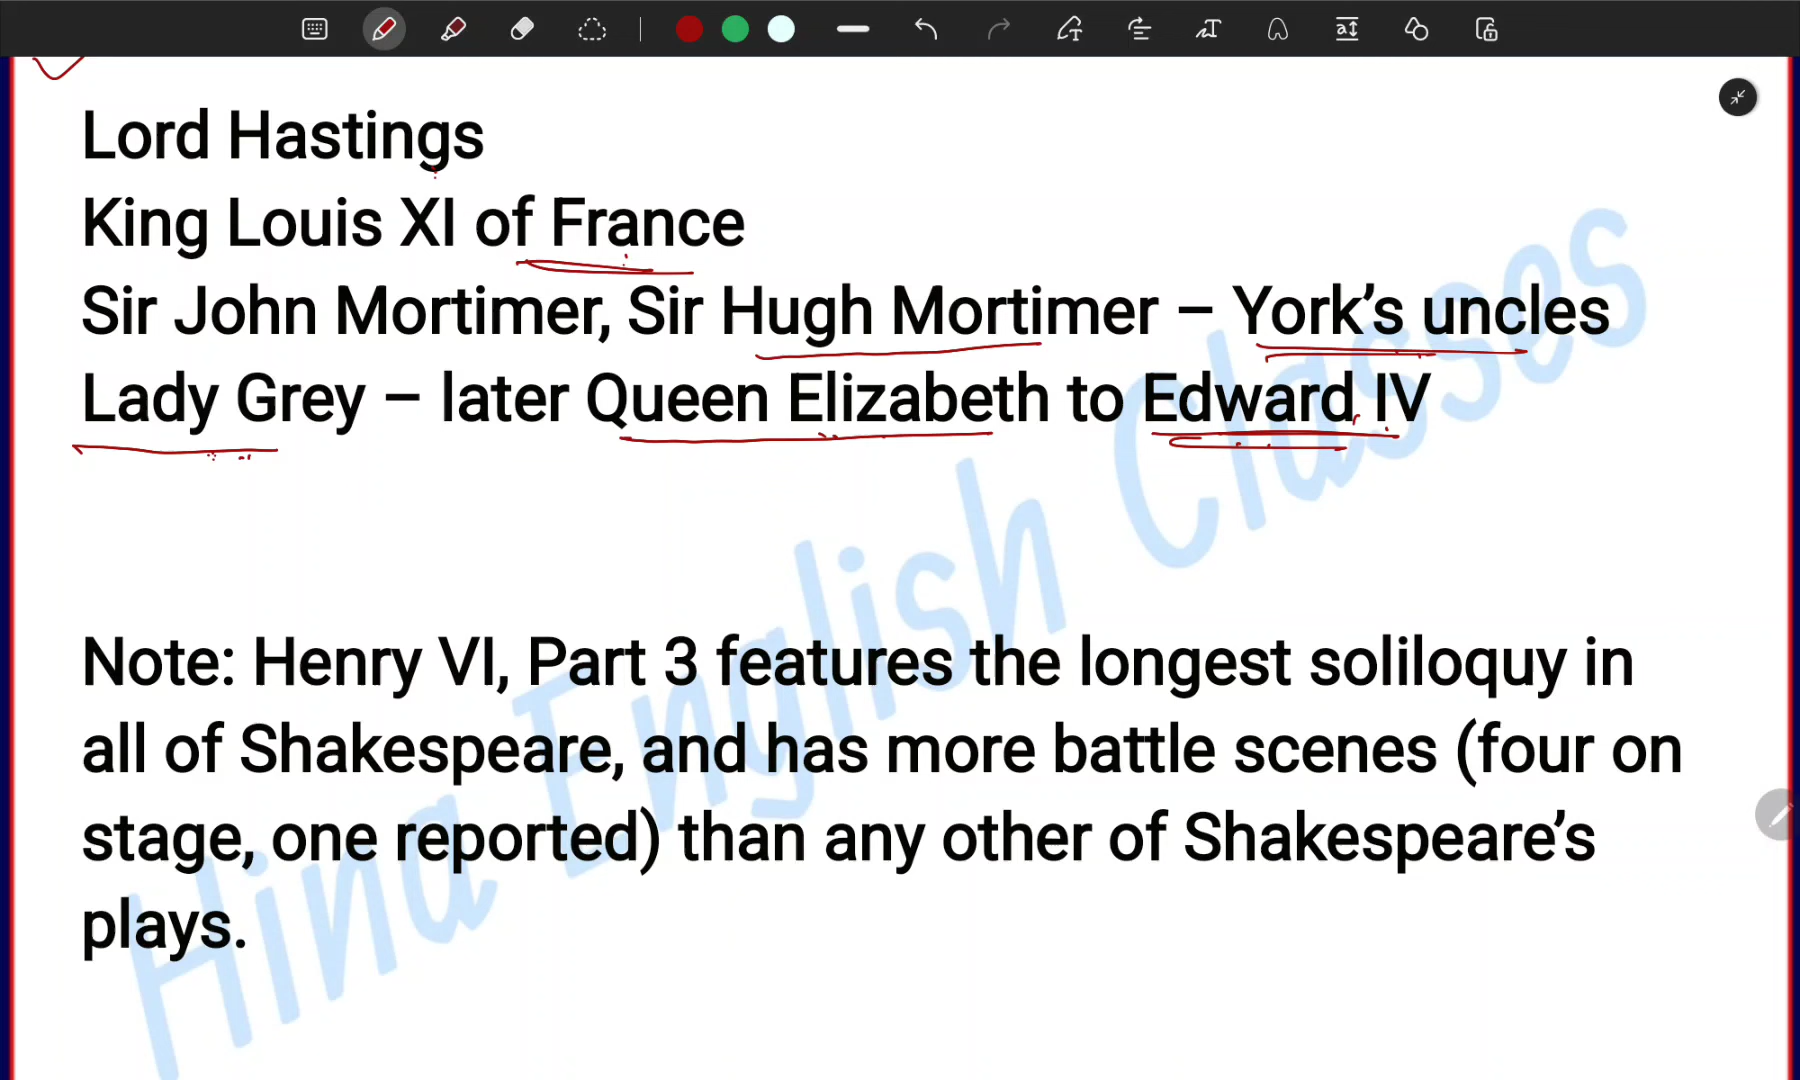 Lord Hastings
King Louis XI of France
Sir John Mortimer, Sir Hugh Mortimer – York’s uncles
Lady Grey – later Queen Elizabeth to Edward IV
Note: Henry VI, Part 3 features the longest soliloquy in
all of Shakespeare, and has more battle scenes (four on
stage, one reported) than any other of Shakespeare’s
plays.
Hina English Classes